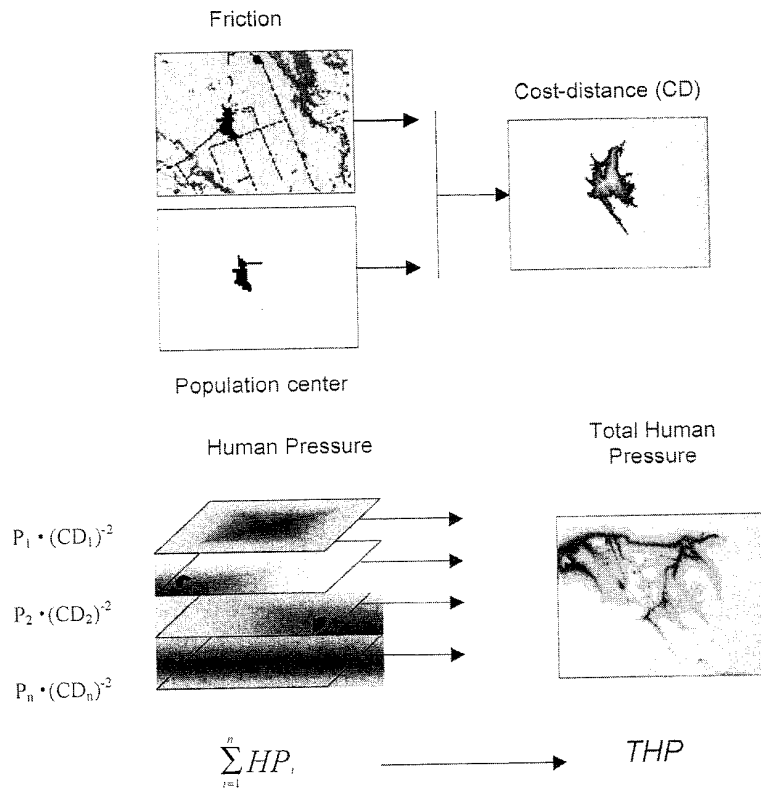 Friction
Cost-distance (CD)
Population center
Human Pressure
Total Human
Pressure
P₁ • (CD₁)⁻²
P₂ • (CD₂)⁻²
Pₙ • (CDₙ)⁻²
n
∑ HPᵢ
i=1
THP